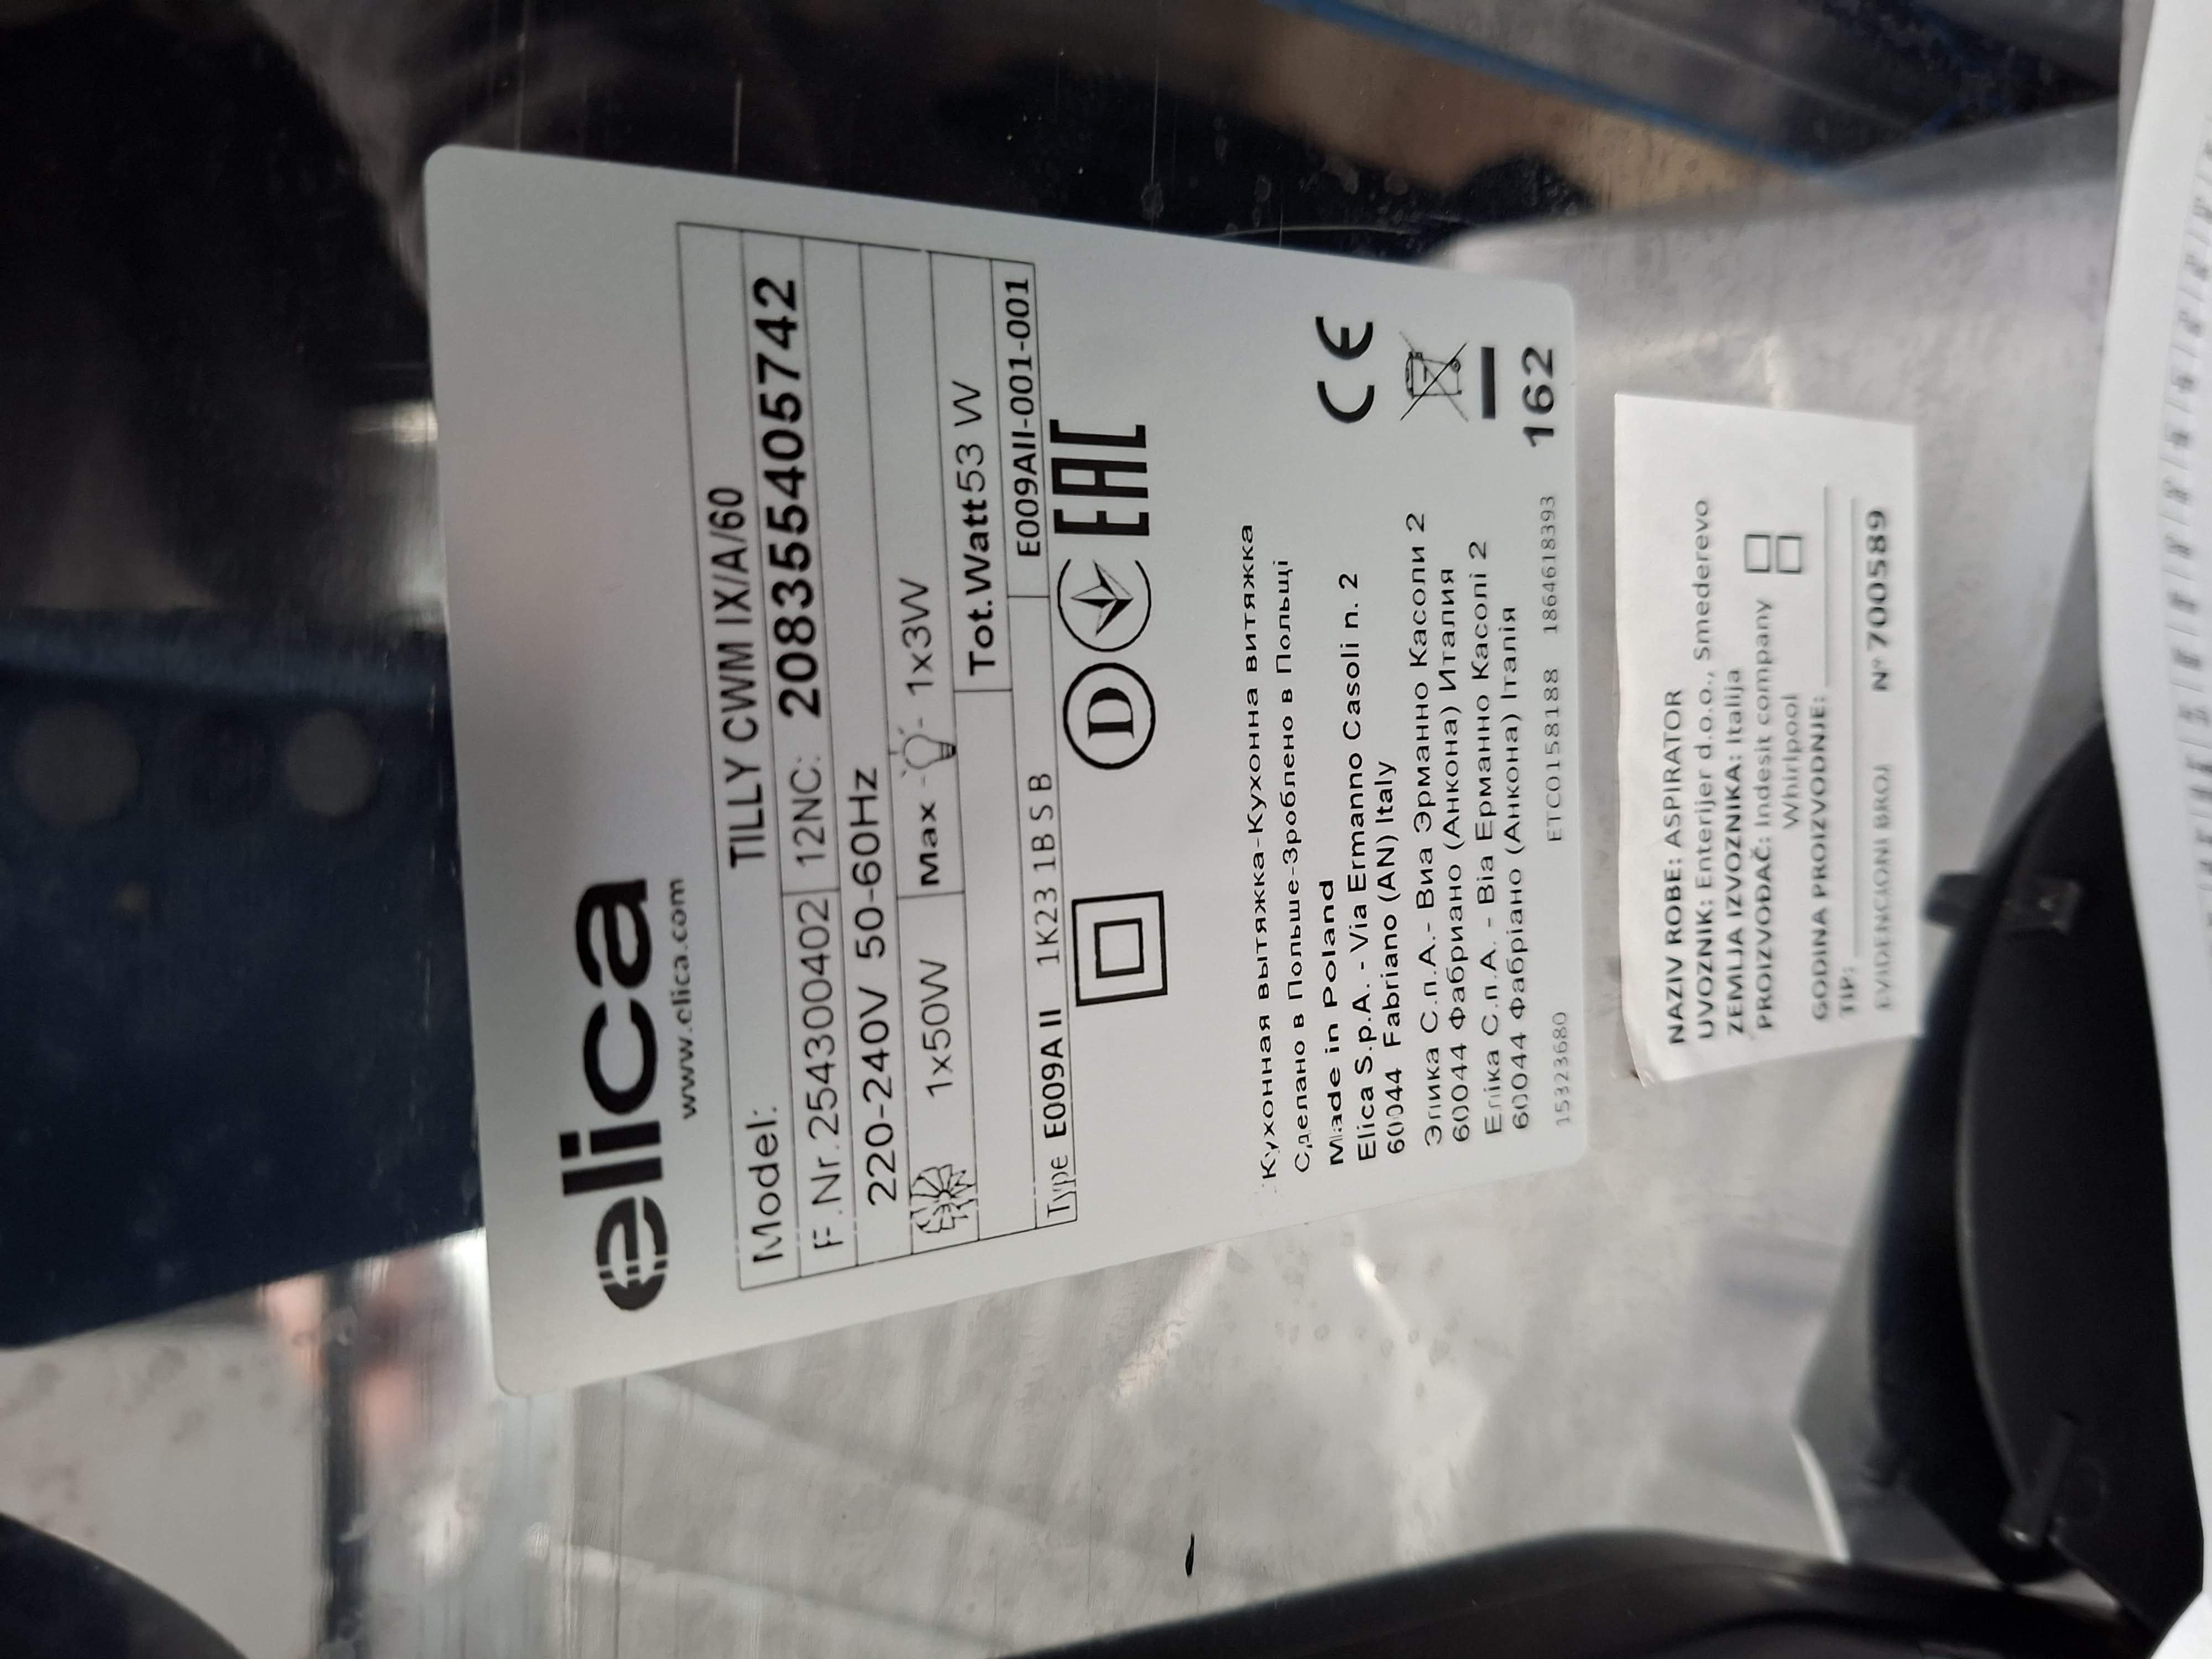 elica
www.elica.com
Model: TILLY CWM IX/A/60
F.Nr.2543004021 12NC: 208355405742
220-240V 50-60Hz
1x50W Max 1x3W
Tot.Watt 53 W
Type E009A II 1K23 1B S B E009AII-001-001
D EAC
Кухонная вытяжка-Кухонна витяжка
Сделано в Польше-Зроблено в Польщі
Made in Poland
Elica S.p.A. - Via Ermanno Casoli n. 2
60044 Fabriano (AN) Italy
Элика С.п.А.- Виа Эрманно Касоли 2
60044 Фабриано (Анкона) Италия
Еліка С.п.А. - Віа Ерманно Касолі 2
60044 Фабріано (Анкона) Італія
CE
15323680 ETC0158188 1864618393 162
NAZIV ROBE: ASPIRATOR
UVOZNIK: Enterijer d.o.o., Smederevo
ZEMLJA IZVOZNIKA: Italija
PROIZVOĐAČ: Indesit company
Whirlpool
GODINA PROIZVODNJE:
TIP:
EVIDENCIONI BROJ Nº 700589